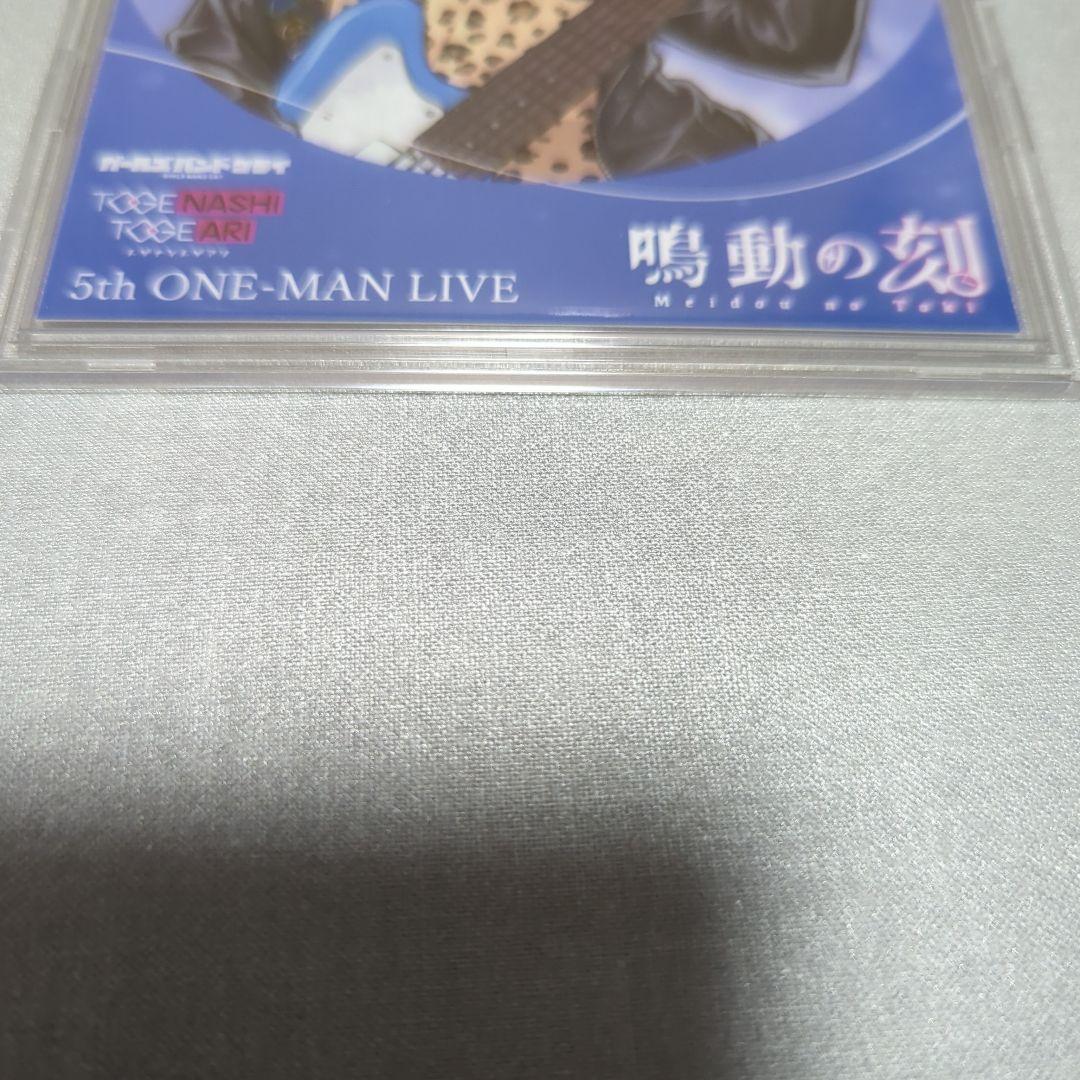 ガールズバンドクライ
TOGENASHI
TOGEARI
トゲナシトゲアリ
5th ONE-MAN LIVE
鳴動の刻
Meidou no Toki